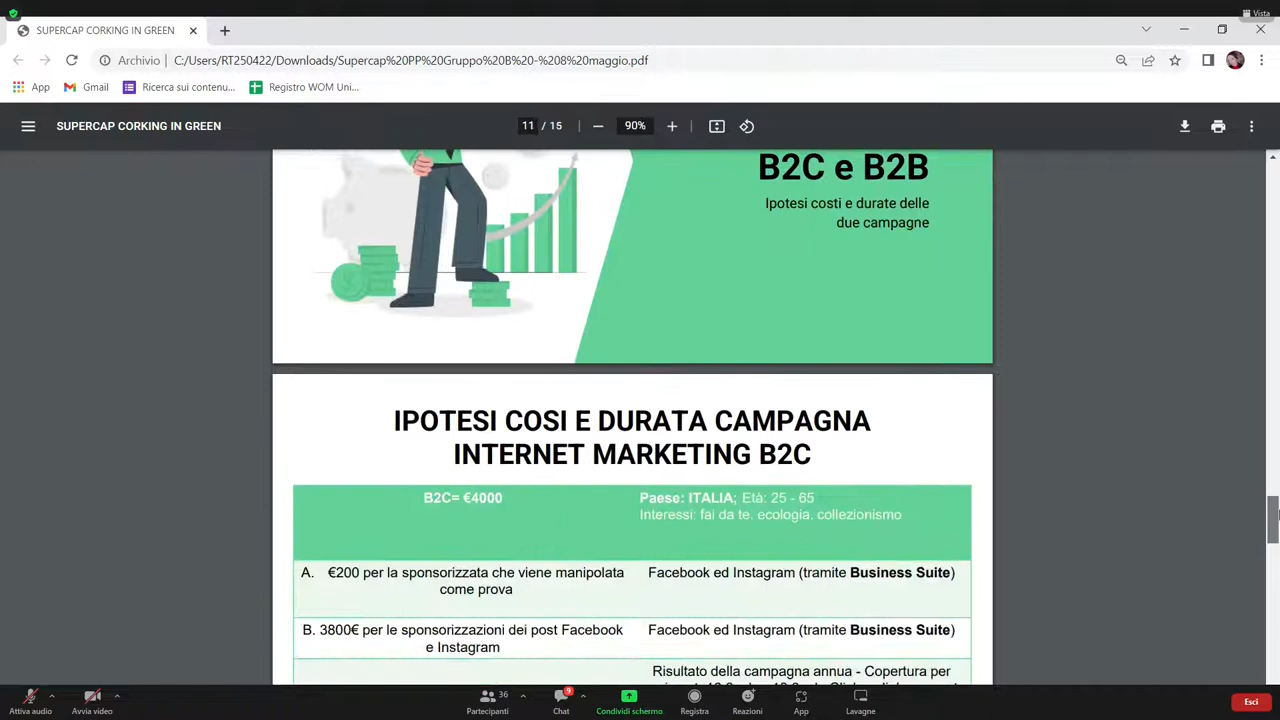 Vista
SUPERCAP CORKING IN GREEN
Archivio | C:/Users/RT250422/Downloads/Supercap%20PP%20Gruppo%20B%20-%208%20maggio.pdf
App Gmail Ricerca sui contenu... Registro WOM Uni...
SUPERCAP CORKING IN GREEN 11 / 15 90%
B2C e B2B
Ipotesi costi e durate delle
due campagne
IPOTESI COSI E DURATA CAMPAGNA
INTERNET MARKETING B2C
B2C= €4000
Paese: ITALIA; Età: 25 - 65
Interessi: fai da te, ecologia, collezionismo
A. €200 per la sponsorizzata che viene manipolata
come prova
Facebook ed Instagram (tramite Business Suite)
B. 3800€ per le sponsorizzazioni dei post Facebook
e Instagram
Facebook ed Instagram (tramite Business Suite)
Risultato della campagna annua - Copertura per
36 9
Attiva audio Avvia video Partecipanti Chat Condividi schermo Registra Reazioni App Lavagne Esci